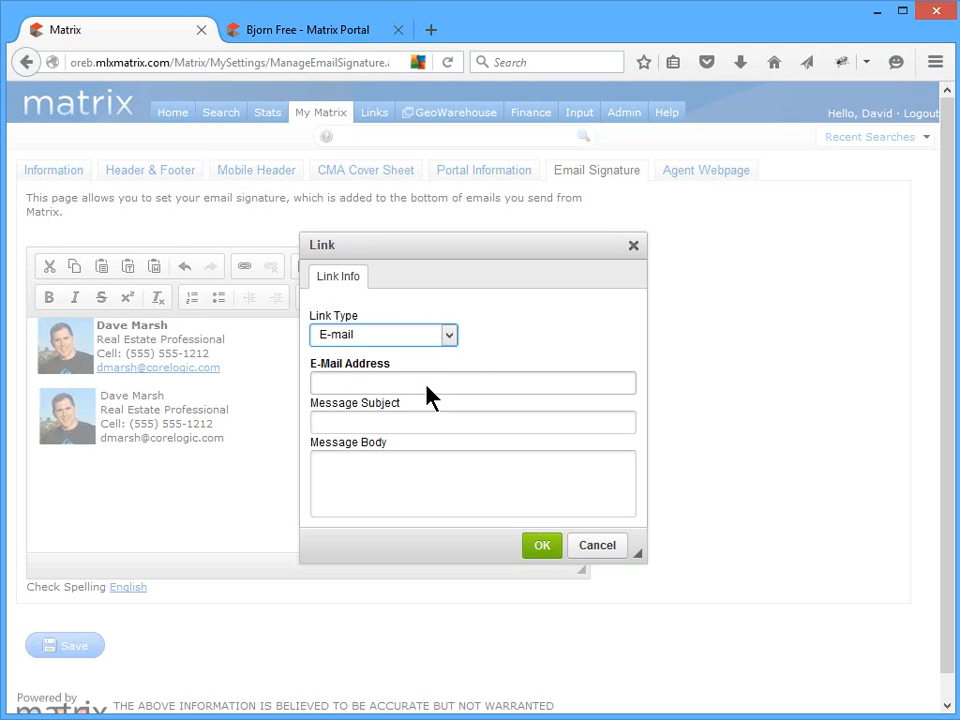 Matrix
Bjorn Free - Matrix Portal
oreb.mlxmatrix.com/Matrix/MySettings/ManageEmailSignature.
Search
matrix
Home
Search
Stats
My Matrix
Links
GeoWarehouse
Finance
Input
Admin
Help
Hello, David · Logout
Recent Searches
Information
Header & Footer
Mobile Header
CMA Cover Sheet
Portal Information
Email Signature
Agent Webpage
This page allows you to set your email signature, which is added to the bottom of emails you send from
Matrix.
Dave Marsh
Real Estate Professional
Cell: (555) 555-1212
dmarsh@corelogic.com
Dave Marsh
Real Estate Professional
Cell: (555) 555-1212
dmarsh@corelogic.com
Link
Link Info
Link Type
E-mail
E-Mail Address
Message Subject
Message Body
OK
Cancel
Check Spelling English
Save
Powered by
matrix
THE ABOVE INFORMATION IS BELIEVED TO BE ACCURATE BUT NOT WARRANTED